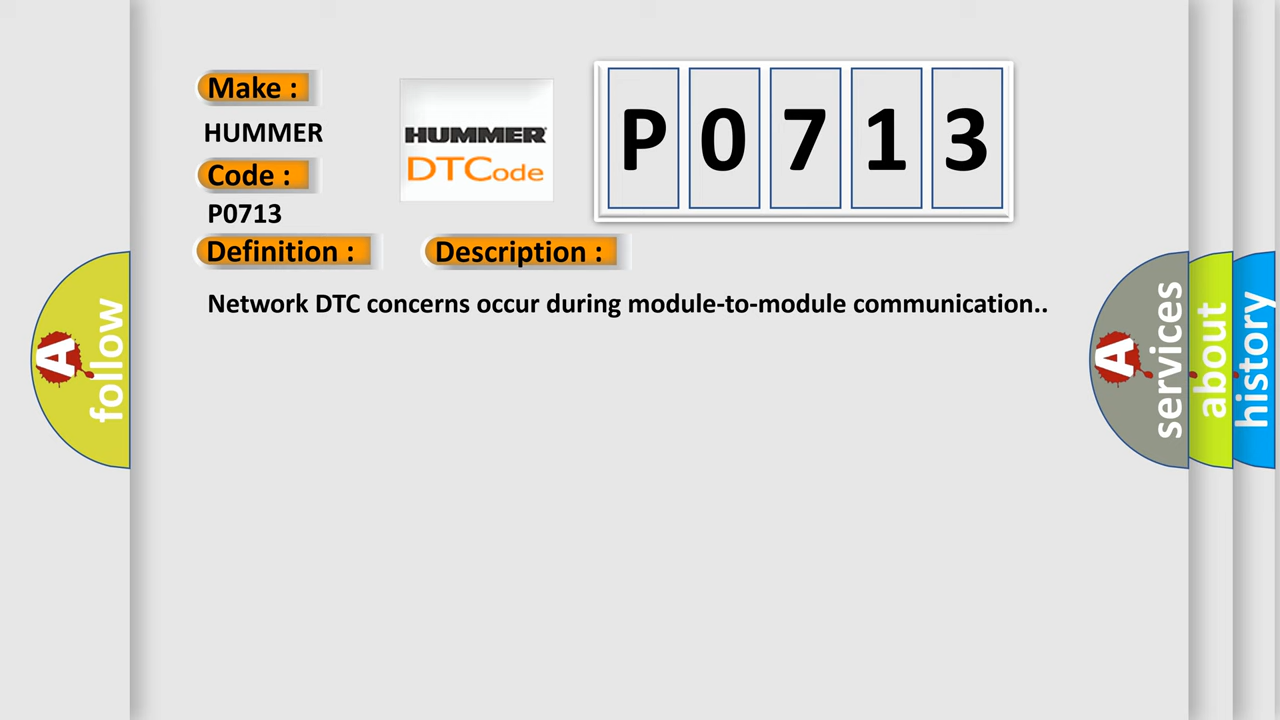 Make :
HUMMER
Code :
P0713
HUMMER
DTCode
P0713
Definition :
Description :
Network DTC concerns occur during module-to-module communication..
A
follow
A
services
about
history